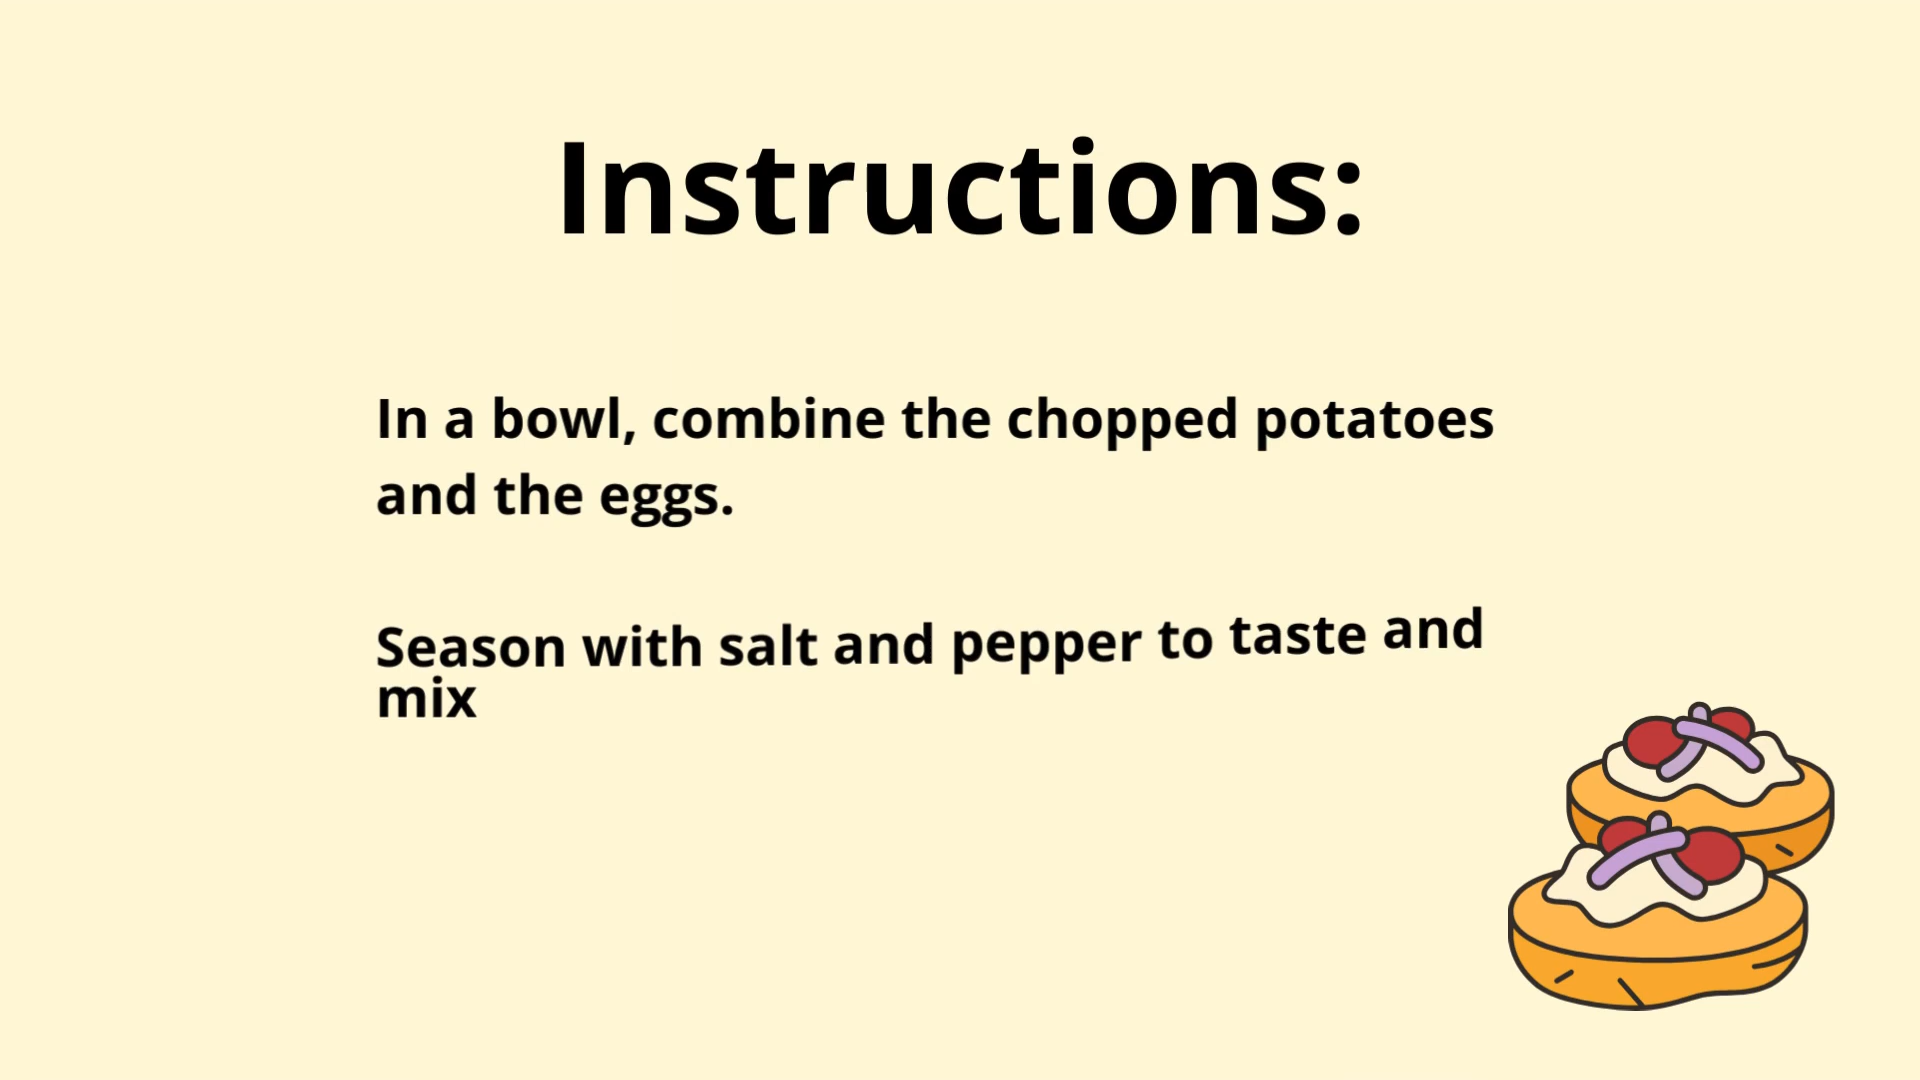 Instructions:
In a bowl, combine the chopped potatoes
and the eggs.
Season with salt and pepper to taste and
mix